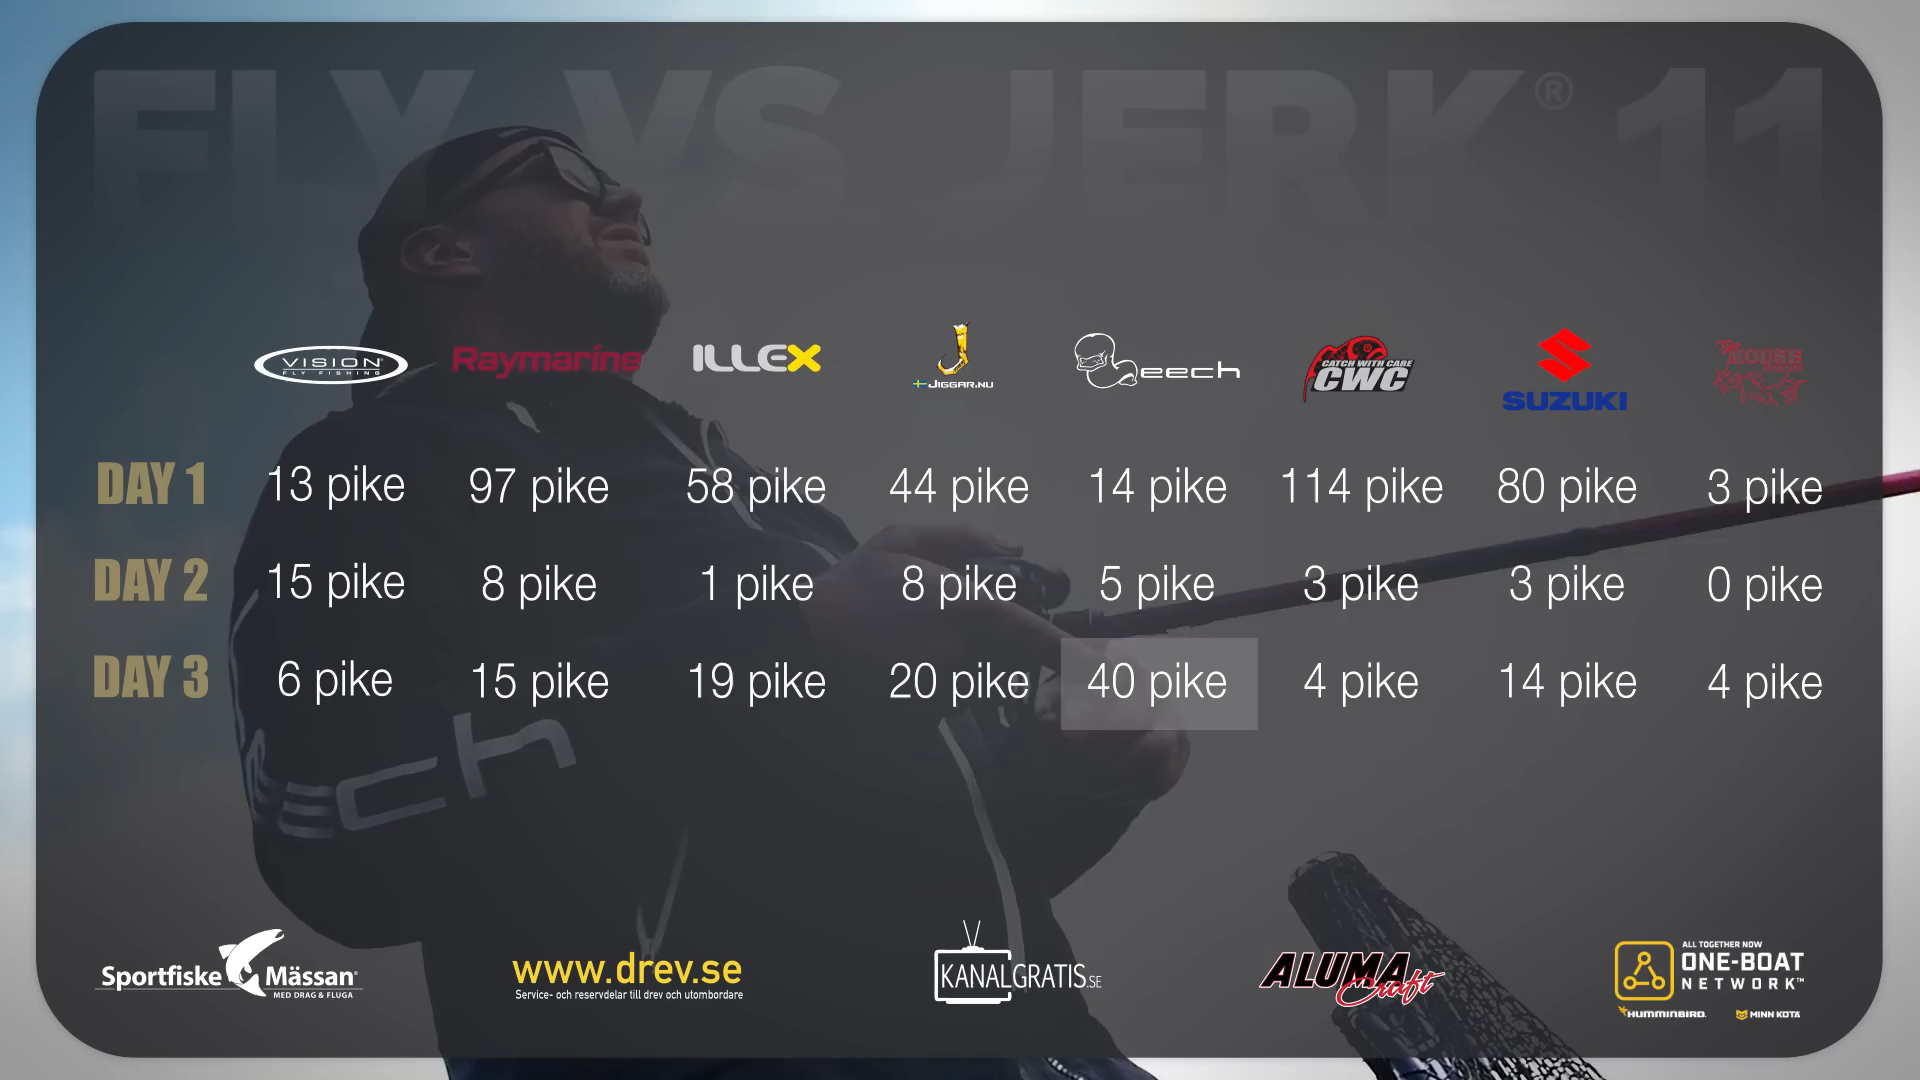 FLY VS JERK® 11
VISION
FLY FISHING
Raymarine
ILLEX
JIGGAR.NU
eech
CATCH WITH CARE
CWC
SUZUKI
MOUSE
DAY 1 13 pike 97 pike 58 pike 44 pike 14 pike 114 pike 80 pike 3 pike
DAY 2 15 pike 8 pike 1 pike 8 pike 5 pike 3 pike 3 pike 0 pike
DAY 3 6 pike 15 pike 19 pike 20 pike 40 pike 4 pike 14 pike 4 pike
ech
Sportfiske Mässan
MED DRAG & FLUGA
www.drev.se
Service- och reservdelar till drev och utombordare
KANALGRATIS.SE
ALUMA
Craft
ALL TOGETHER NOW
ONE-BOAT
NETWORK™
HUMMINBIRD MINN KOTA